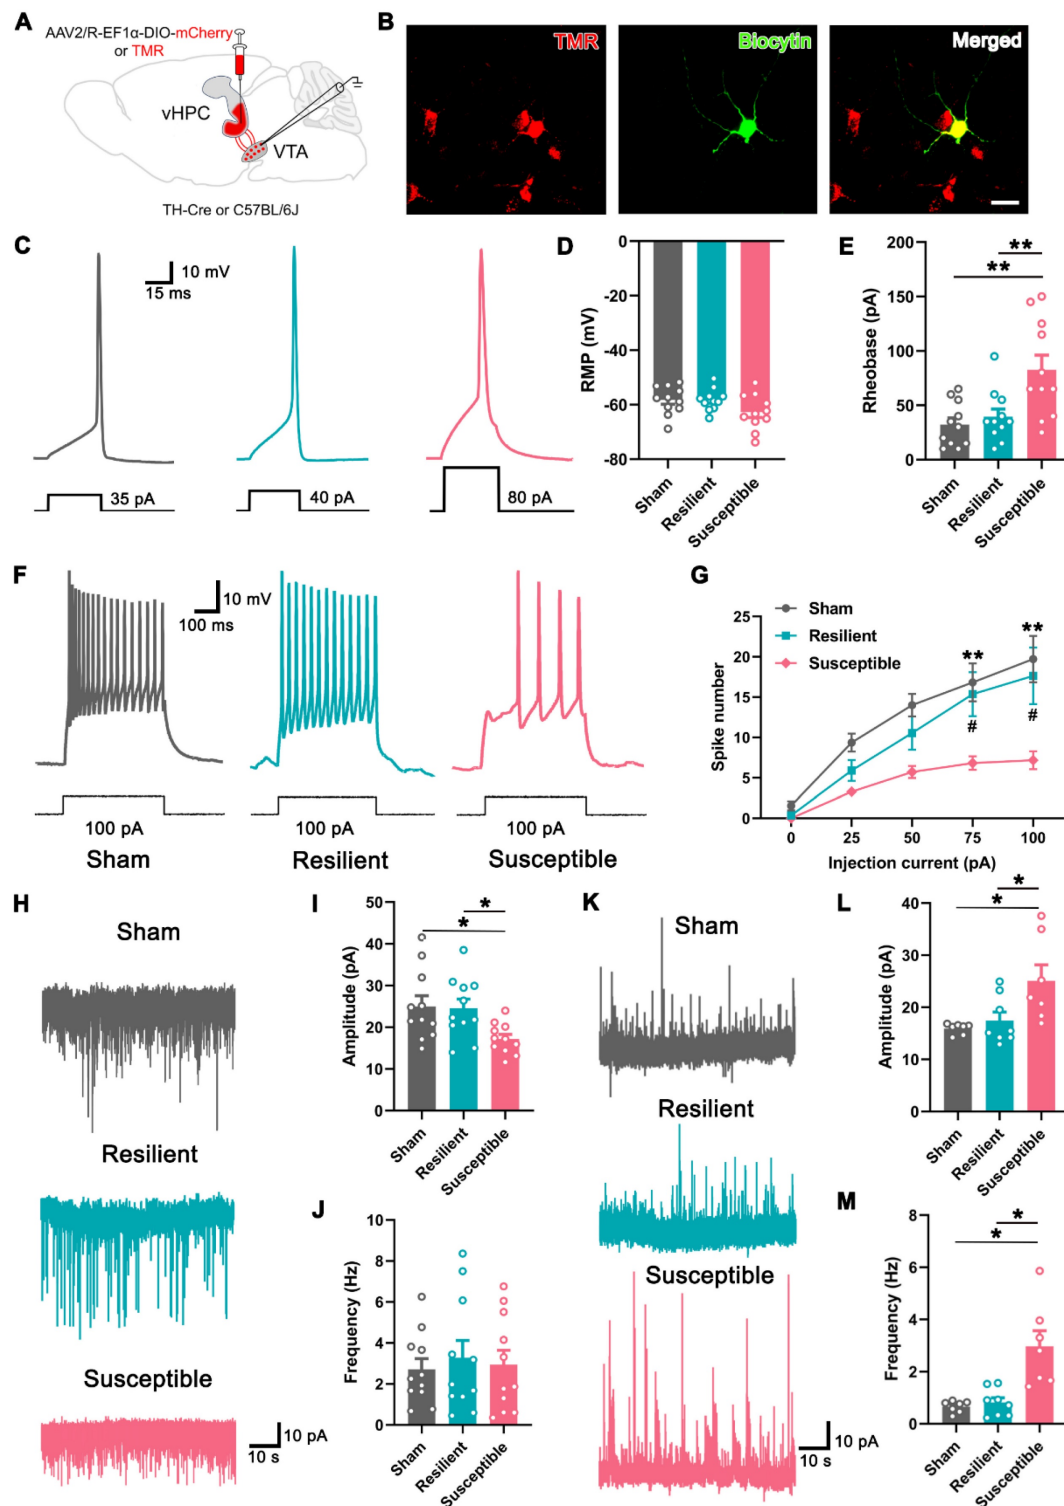 A
AAV2/R-EF1α-DIO-mCherry
or TMR
vHPC
VTA
TH-Cre or C57BL/6J
B
TMR
Biocytin
Merged
C
10 mV
15 ms
35 pA
40 pA
80 pA
D
RMP (mV)
0
-20
-40
-60
-80
Sham
Resilient
Susceptible
E
Rheobase (pA)
200
150
100
50
0
**
**
Sham
Resilient
Susceptible
F
10 mV
100 ms
100 pA
100 pA
100 pA
Sham
Resilient
Susceptible
G
Sham
Resilient
Susceptible
Spike number
25
20
15
10
5
0
**
**
#
#
0 25 50 75 100
Injection current (pA)
H
Sham
Resilient
Susceptible
10 pA
10 s
I
Amplitude (pA)
50
40
30
20
10
0
*
*
Sham
Resilient
Susceptible
J
Frequency (Hz)
10
8
6
4
2
0
Sham
Resilient
Susceptible
K
Sham
Resilient
Susceptible
10 pA
10 s
L
Amplitude (pA)
40
30
20
10
0
*
*
Sham
Resilient
Susceptible
M
Frequency (Hz)
8
6
4
2
0
*
*
Sham
Resilient
Susceptible